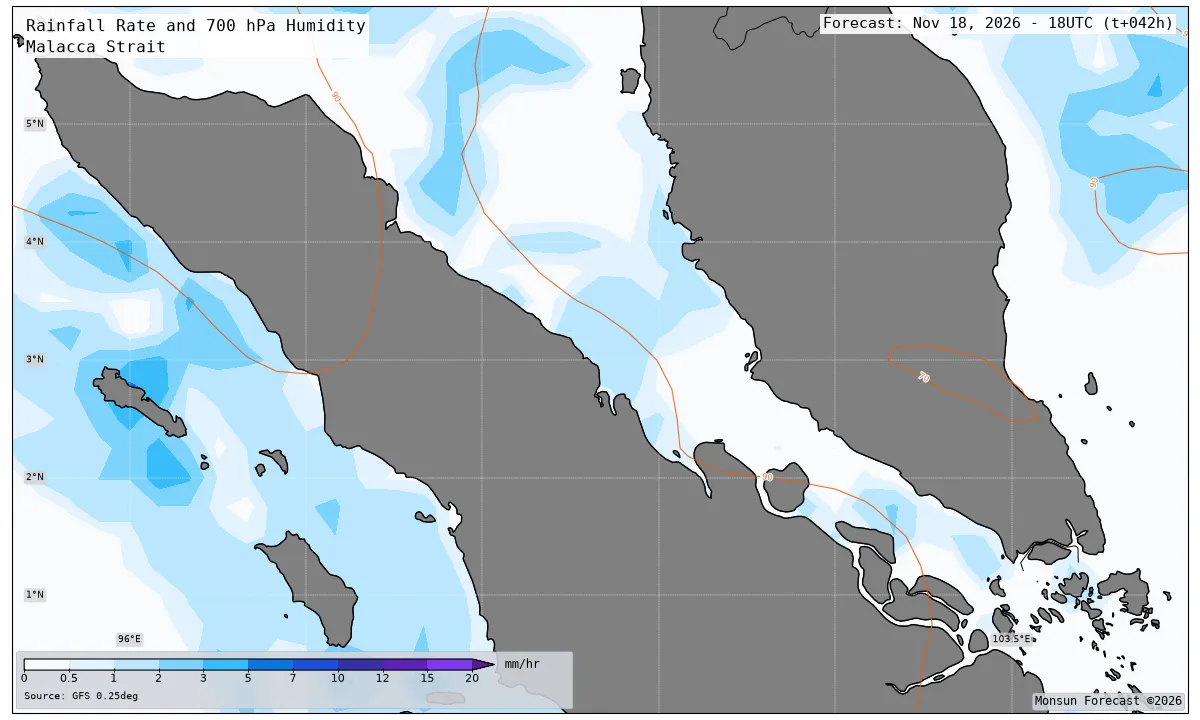 Rainfall Rate and 700 hPa Humidity
Malacca Strait
Forecast: Nov 18, 2026 - 18UTC (t+042h)
90
5°N
90
4°N
3°N
70
2°N
90
1°N
96°E
103.5°E
mm/hr
0 0.5 1 2 3 5 7 10 12 15 20
Source: GFS 0.25deg
Monsun Forecast ©2026